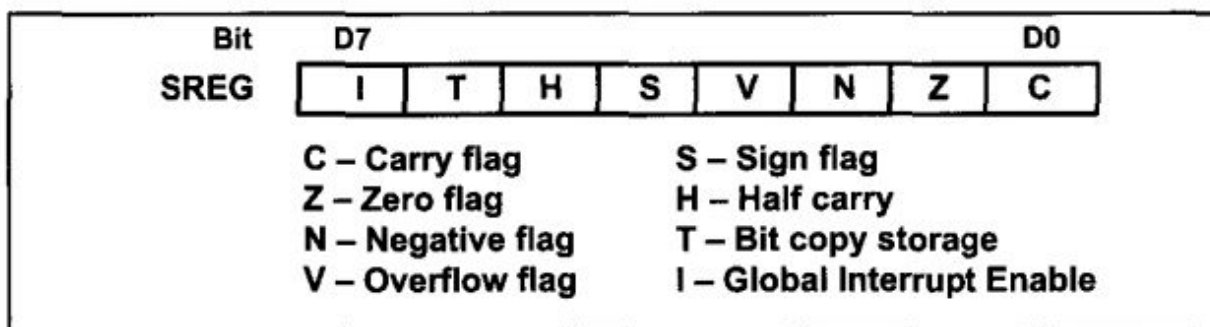 Bit D7 D0
SREG I T H S V N Z C
C – Carry flag S – Sign flag
Z – Zero flag H – Half carry
N – Negative flag T – Bit copy storage
V – Overflow flag I – Global Interrupt Enable